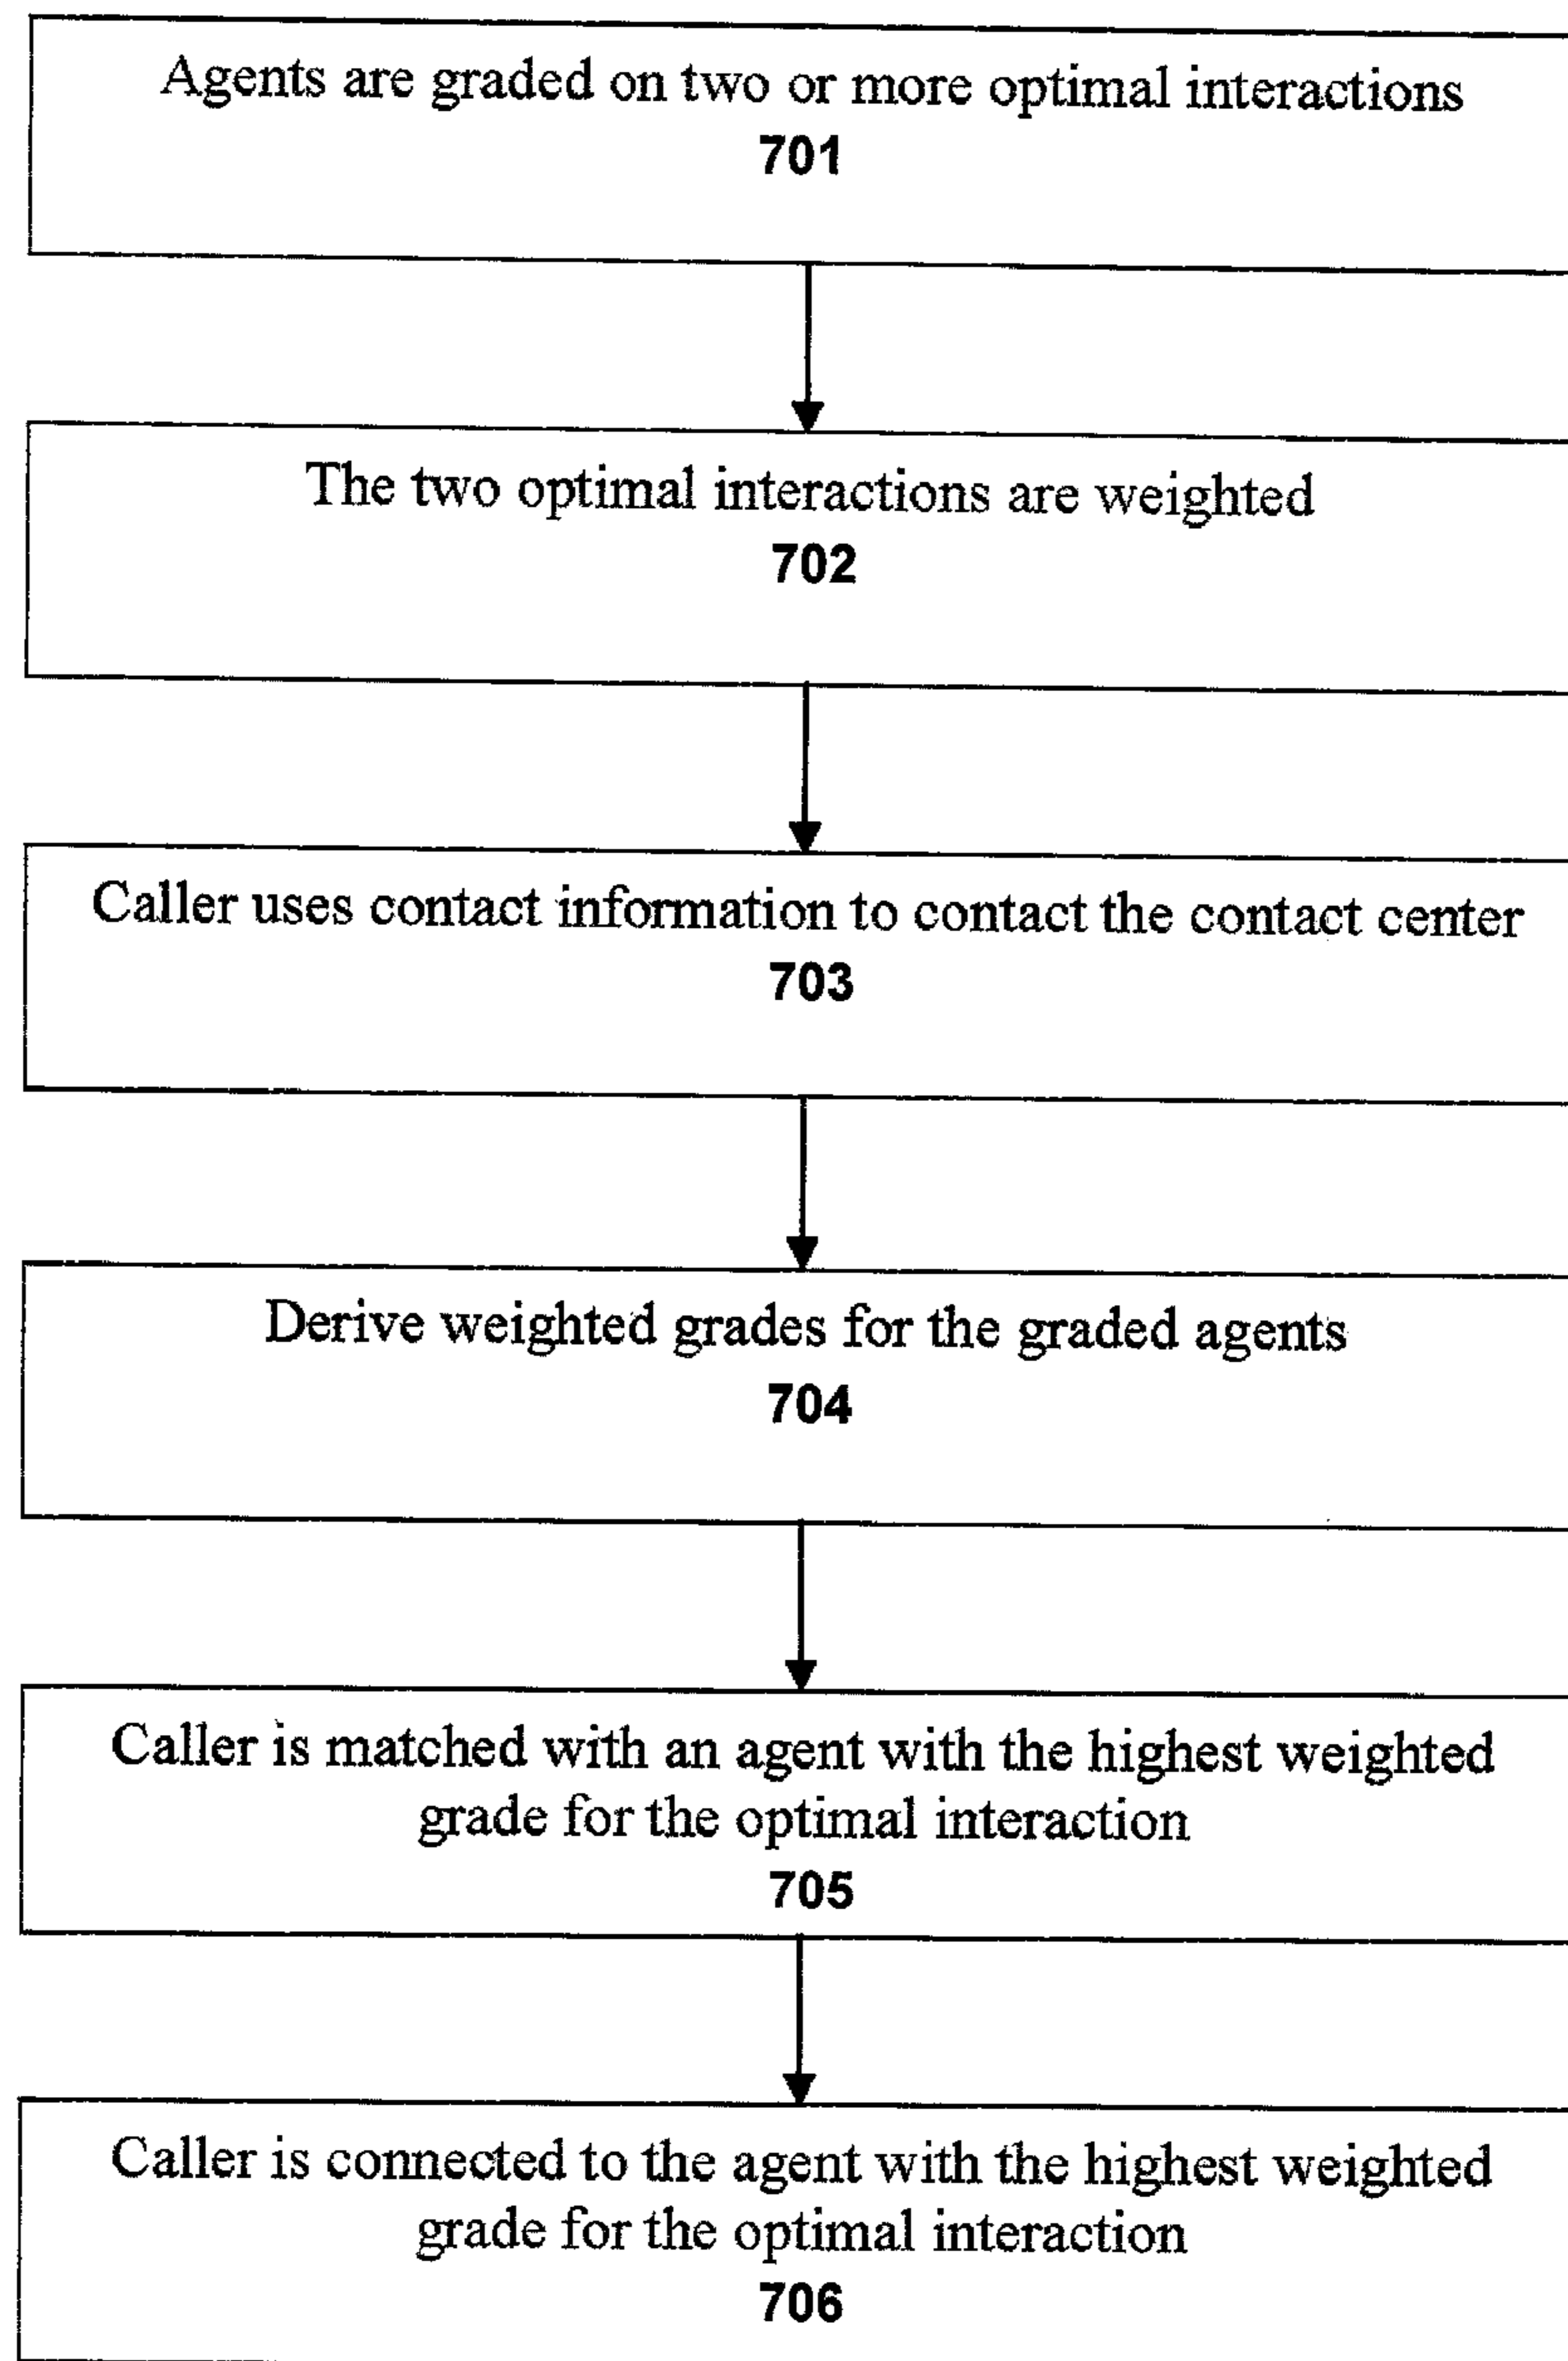 Agents are graded on two or more optimal interactions
701
The two optimal interactions are weighted
702
Caller uses contact information to contact the contact center
703
Derive weighted grades for the graded agents
704
Caller is matched with an agent with the highest weighted
grade for the optimal interaction
705
Caller is connected to the agent with the highest weighted
grade for the optimal interaction
706